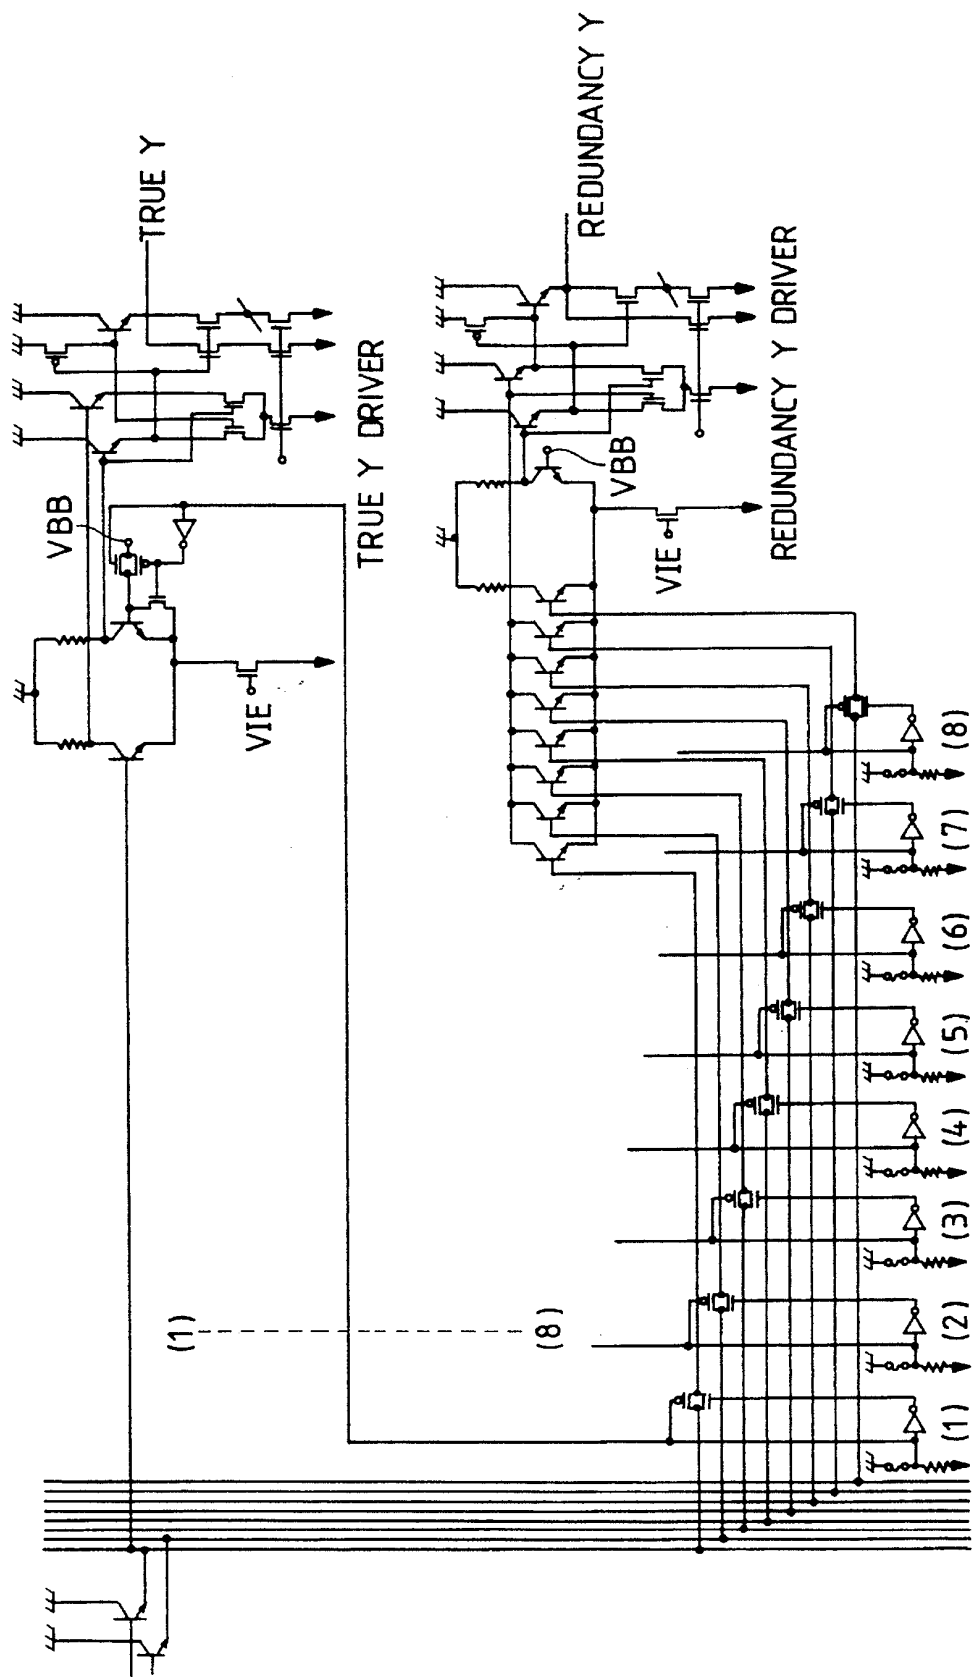 TRUE Y
VBB
TRUE Y DRIVER
VIE
REDUNDANCY Y
VBB
REDUNDANCY Y DRIVER
VIE
(1)
(8)
(1)
(2)
(3)
(4)
(5)
(6)
(7)
(8)